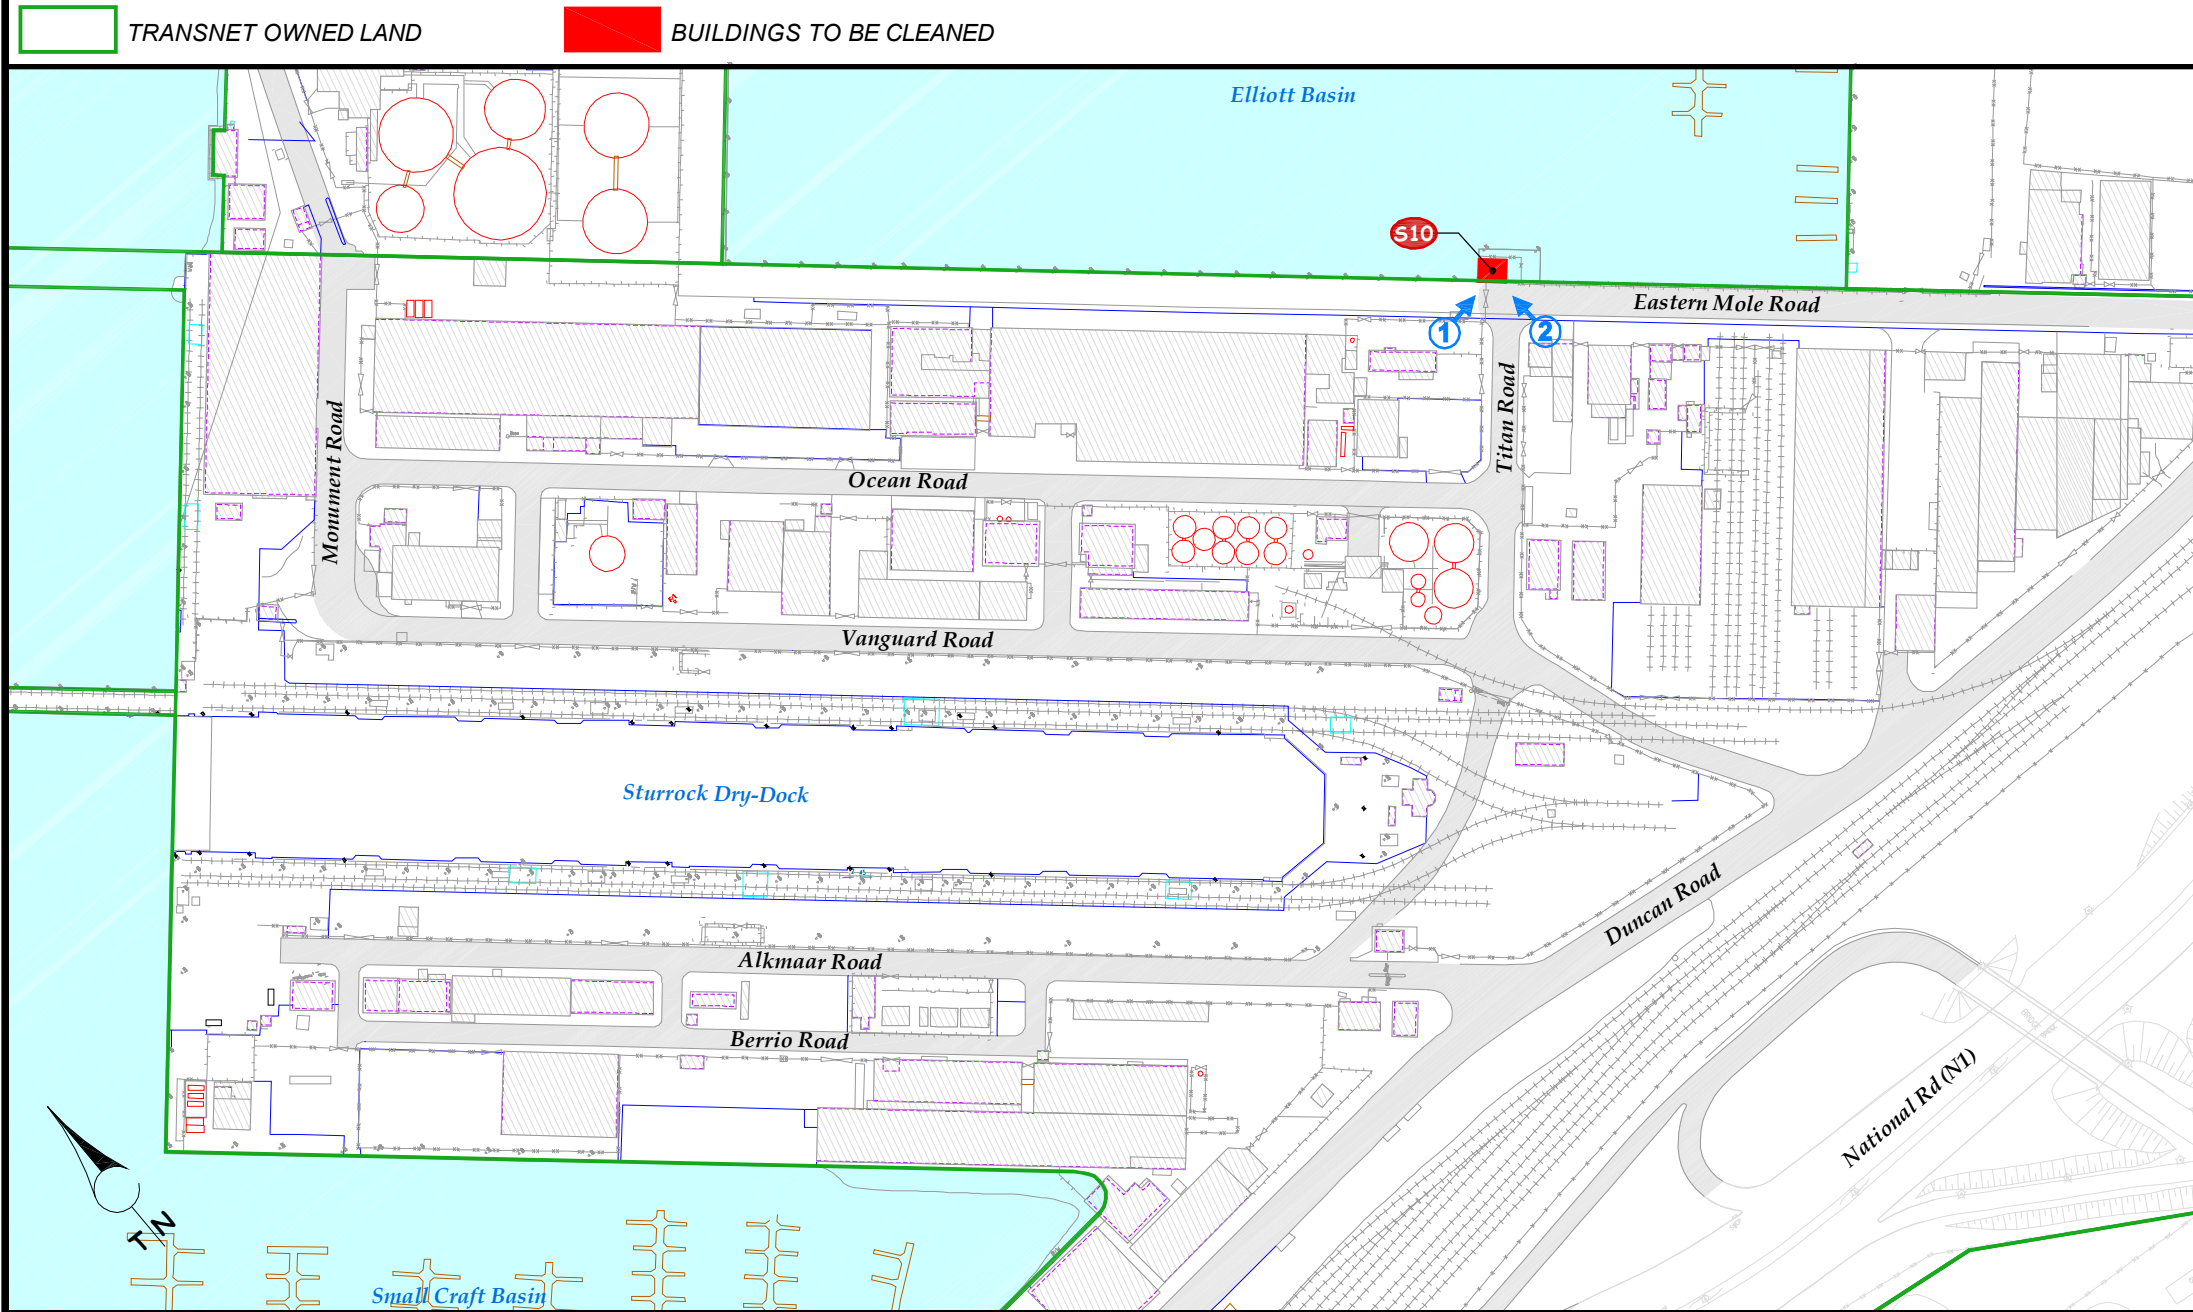 TRANSNET OWNED LAND
BUILDINGS TO BE CLEANED
Elliott Basin
S10
Eastern Mole Road
1
2
Monument Road
Titan Road
Ocean Road
Vanguard Road
Sturrock Dry-Dock
Duncan Road
Alkmaar Road
Berrio Road
National Rd (N1)
TN
Small Craft Basin